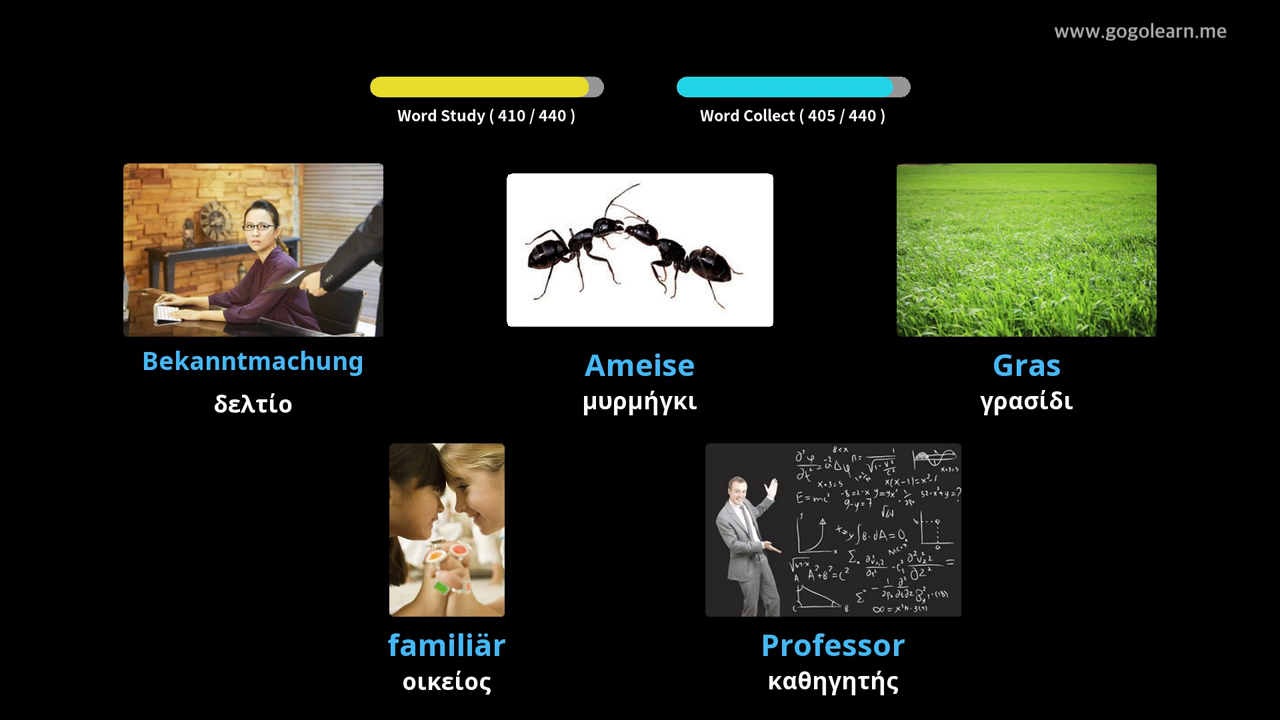 www.gogolearn.me
Word Study ( 410 / 440 )
Word Collect ( 405 / 440 )
Bekanntmachung
δελτίο
Ameise
μυρμήγκι
Gras
γρασίδι
familiär
οικείος
Professor
καθηγητής